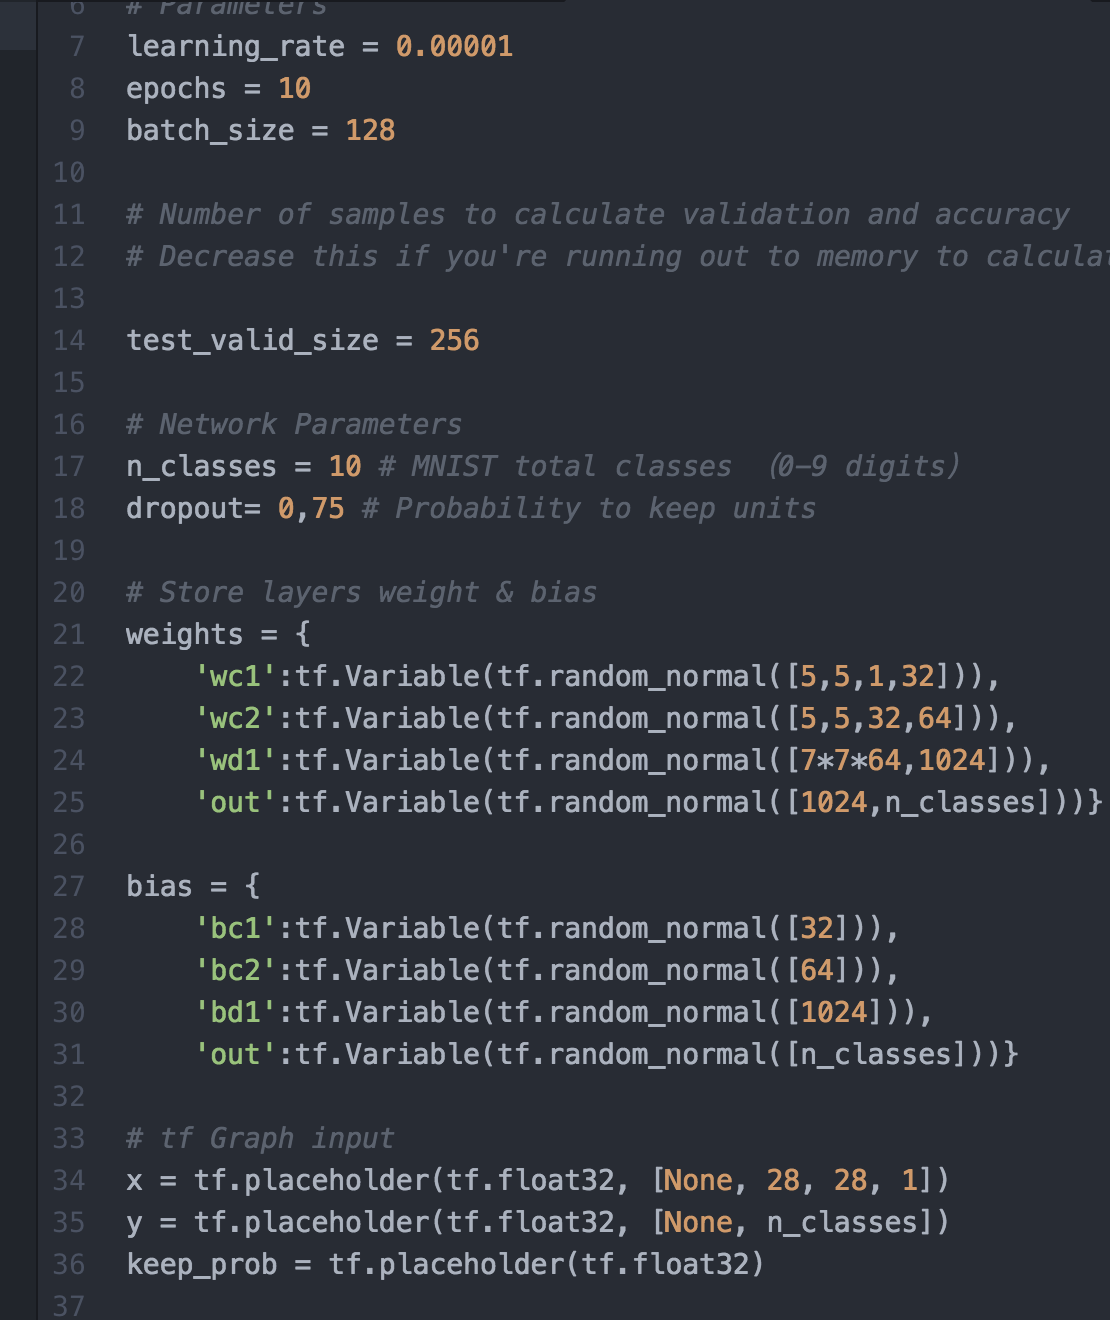 6 # Parameters
7 learning_rate = 0.00001
8 epochs = 10
9 batch_size = 128
10
11 # Number of samples to calculate validation and accuracy
12 # Decrease this if you're running out to memory to calculat
13
14 test_valid_size = 256
15
16 # Network Parameters
17 n_classes = 10 # MNIST total classes  (0-9 digits)
18 dropout= 0,75 # Probability to keep units
19
20 # Store layers weight & bias
21 weights = {
22     'wc1':tf.Variable(tf.random_normal([5,5,1,32])),
23     'wc2':tf.Variable(tf.random_normal([5,5,32,64])),
24     'wd1':tf.Variable(tf.random_normal([7*7*64,1024])),
25     'out':tf.Variable(tf.random_normal([1024,n_classes]))}
26
27 bias = {
28     'bc1':tf.Variable(tf.random_normal([32])),
29     'bc2':tf.Variable(tf.random_normal([64])),
30     'bd1':tf.Variable(tf.random_normal([1024])),
31     'out':tf.Variable(tf.random_normal([n_classes]))}
32
33 # tf Graph input
34 x = tf.placeholder(tf.float32, [None, 28, 28, 1])
35 y = tf.placeholder(tf.float32, [None, n_classes])
36 keep_prob = tf.placeholder(tf.float32)
37